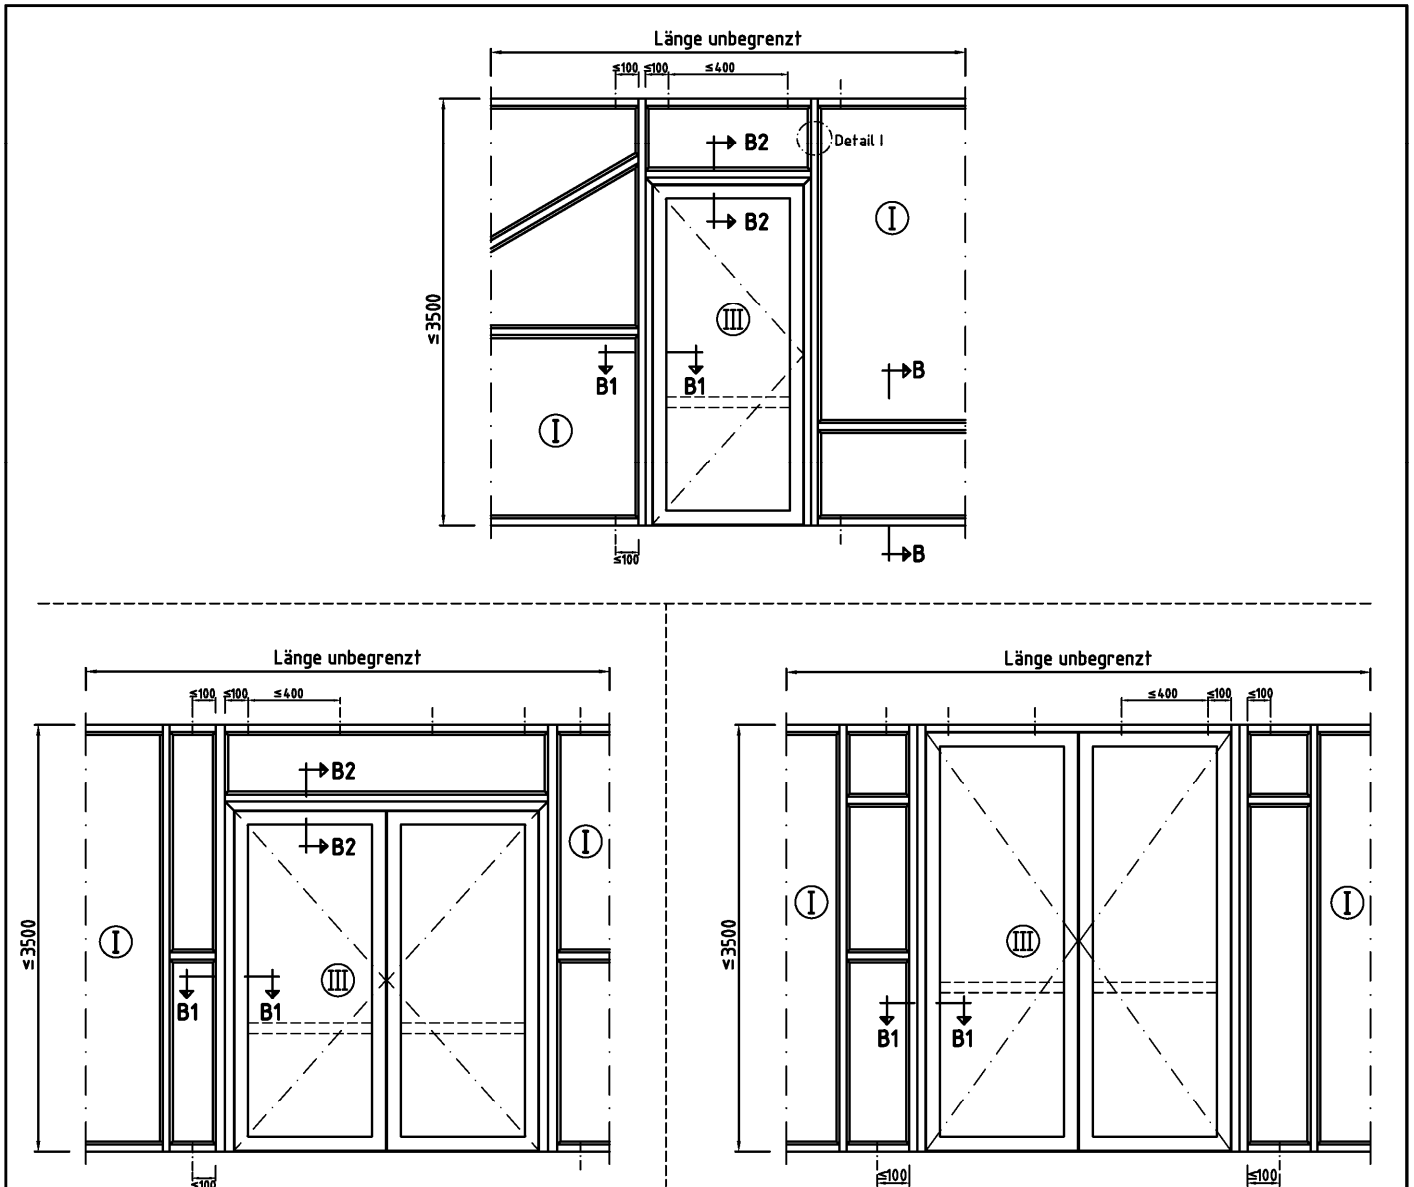 Länge unbegrenzt
≤100 ≤100 ≤400
B2
Detail I
B2
I
≤3500
III
B
B1 B1
I
B
≤100
Länge unbegrenzt
≤100 ≤100 ≤400
B2
I
B2
≤3500
I
III
B1 B1
≤100
Länge unbegrenzt
≤400 ≤100 ≤100
I
I
≤3500
III
B1 B1
≤100 ≤100